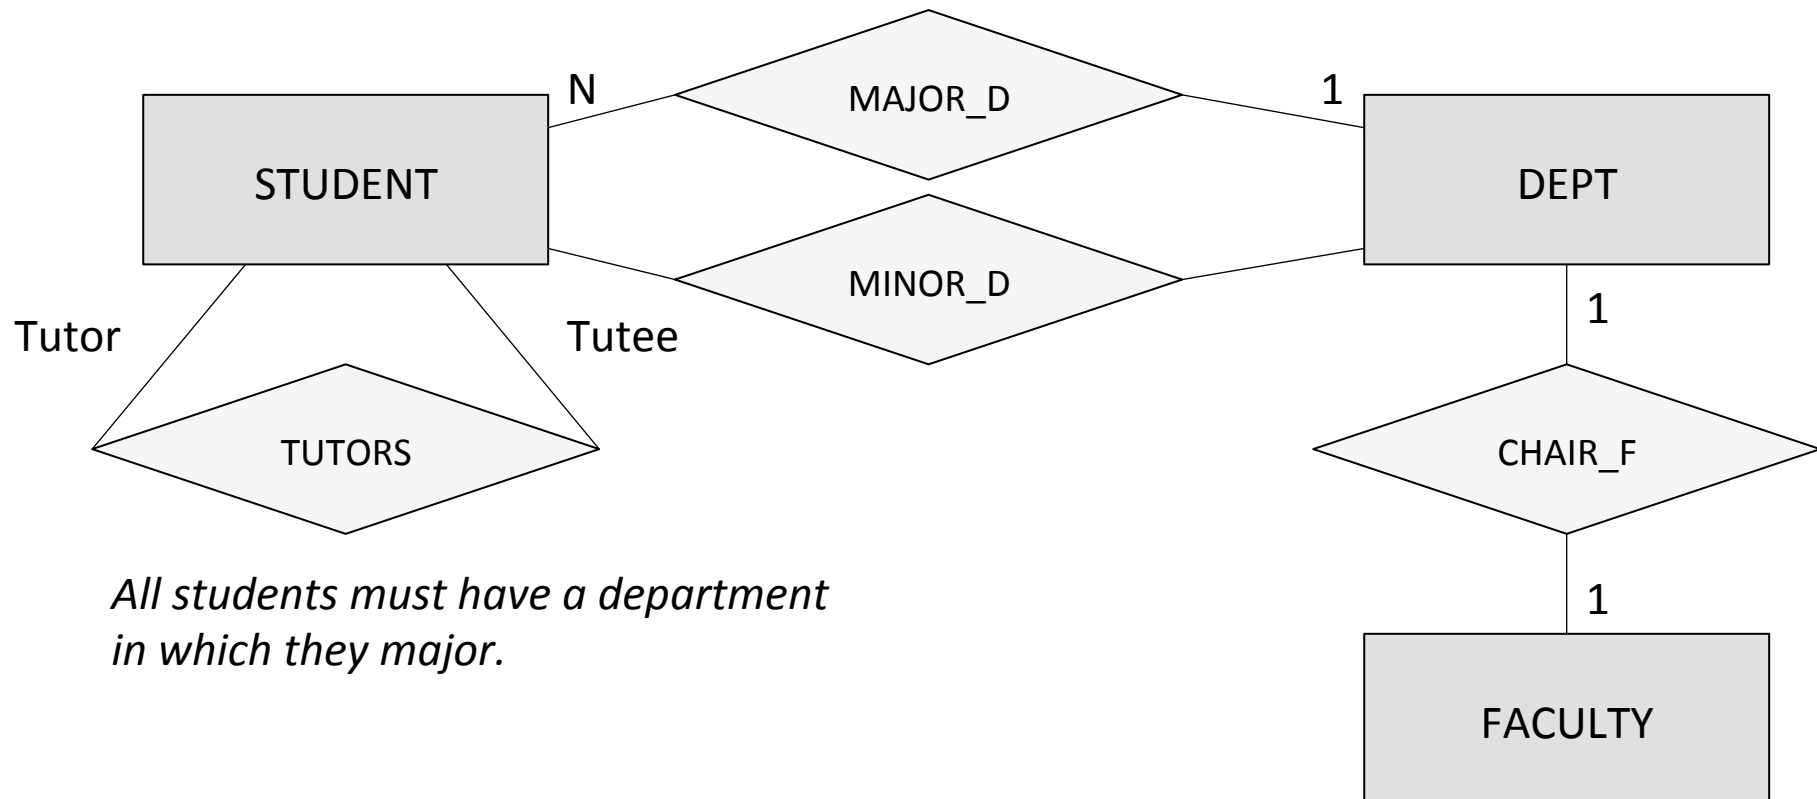 N
MAJOR_D
1
STUDENT
DEPT
MINOR_D
1
Tutor
Tutee
TUTORS
CHAIR_F
All students must have a department
in which they major.
1
FACULTY